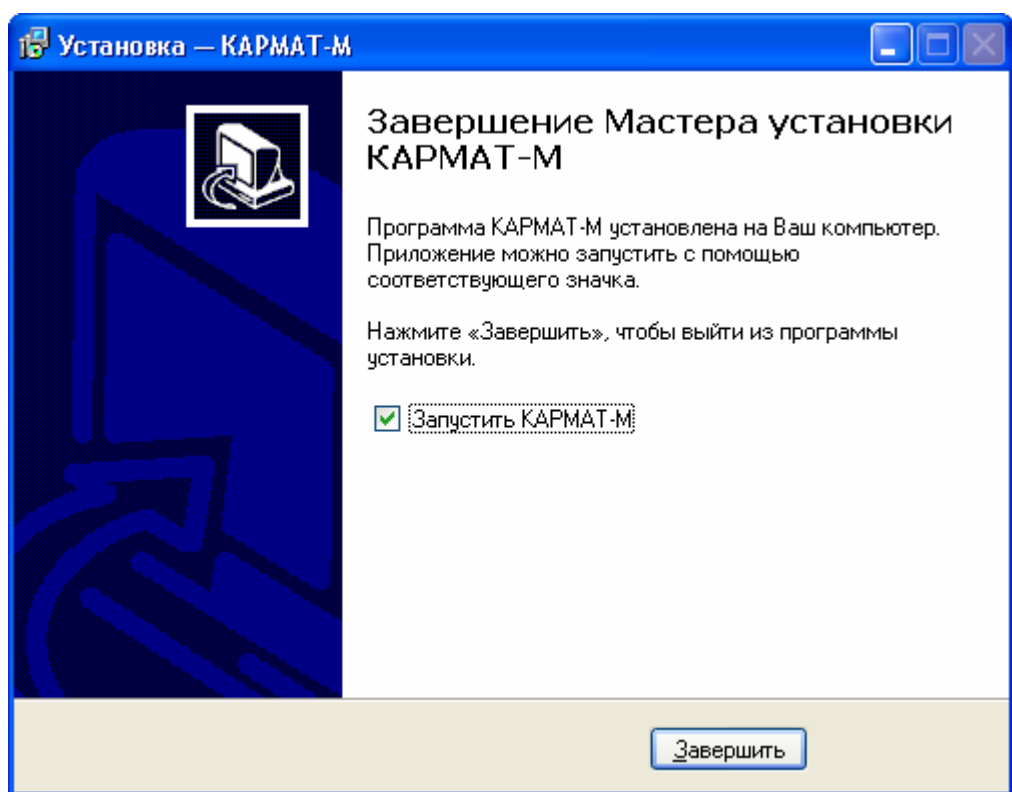 Установка — КАРМАТ-М
Завершение Мастера установки
КАРМАТ-М
Программа КАРМАТ-М установлена на Ваш компьютер.
Приложение можно запустить с помощью
соответствующего значка.
Нажмите «Завершить», чтобы выйти из программы
установки.
Запустить КАРМАТ-М
Завершить